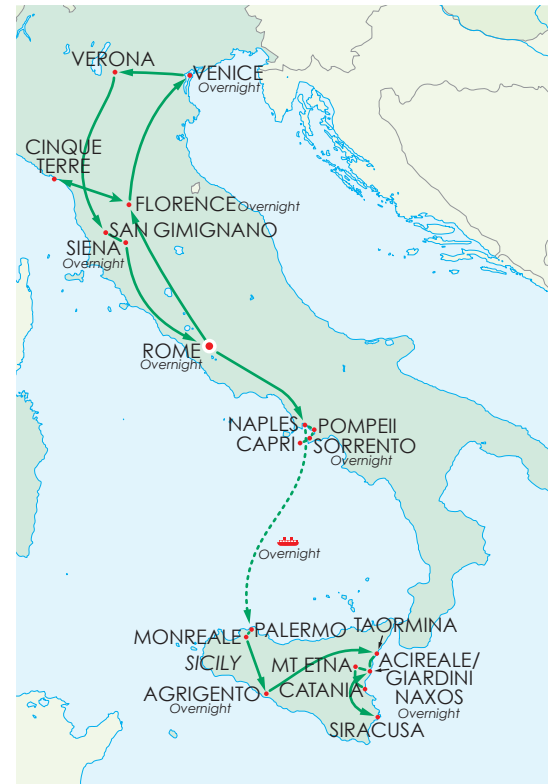 VERONA
VENICE
Overnight
CINQUE
TERRE
FLORENCE Overnight
SAN GIMIGNANO
SIENA
Overnight
ROME
Overnight
NAPLES
POMPEII
CAPRI
SORRENTO
Overnight
Overnight
TAORMINA
PALERMO
MONREALE
SICILY
MT ETNA
ACIREALE/
GIARDINI
NAXOS
Overnight
AGRIGENTO
Overnight
CATANIA
SIRACUSA